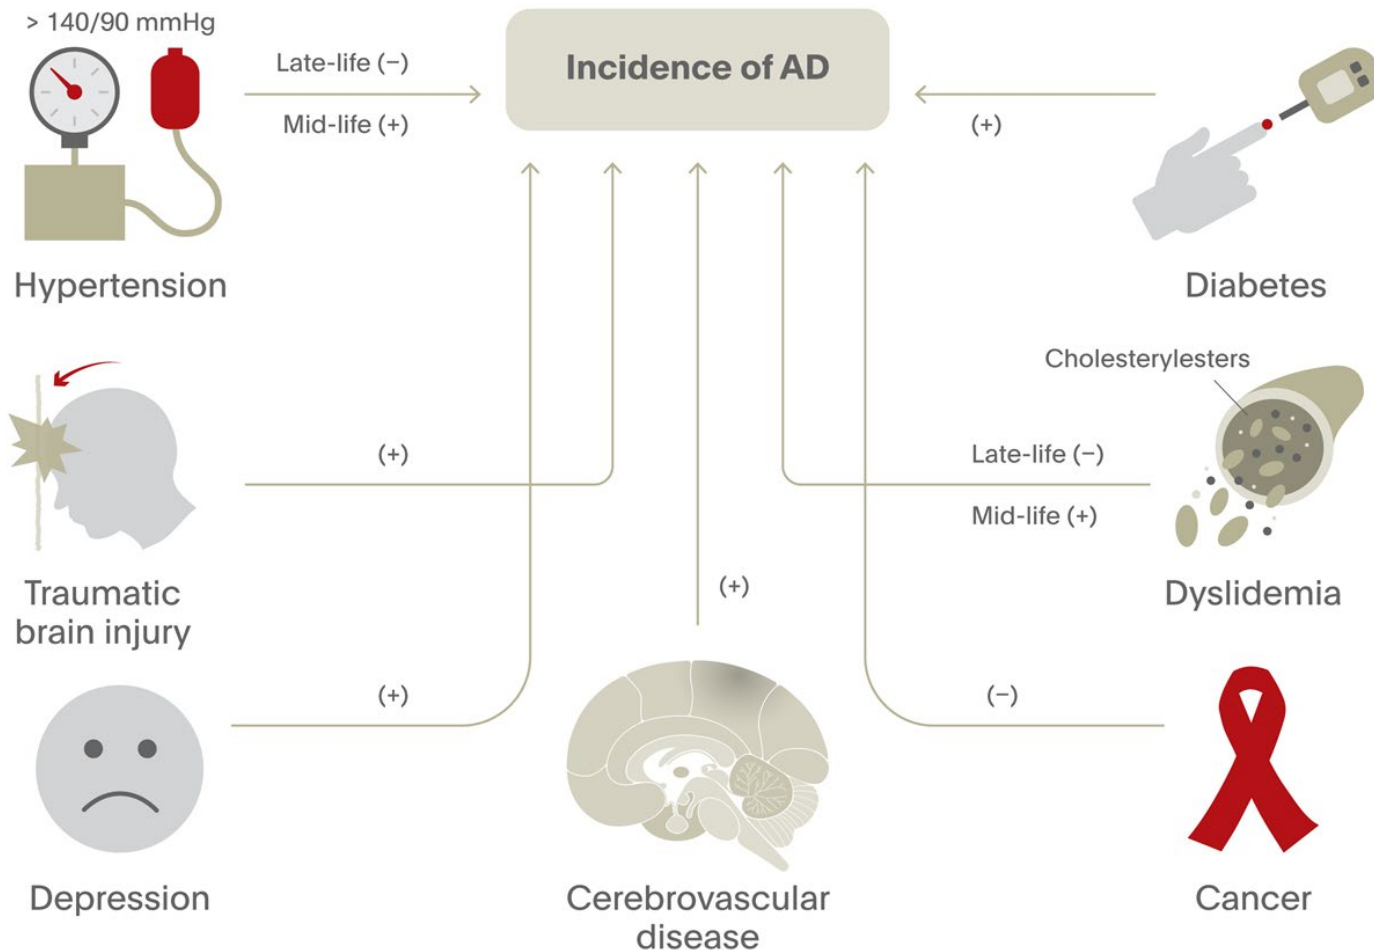 > 140/90 mmHg
Late-life (−)
Mid-life (+)
Hypertension
Incidence of AD
(+)
Diabetes
Traumatic
brain injury
(+)
Cholesterylesters
Late-life (−)
Mid-life (+)
Dyslidemia
Depression
(+)
(+)
Cerebrovascular
disease
(−)
Cancer